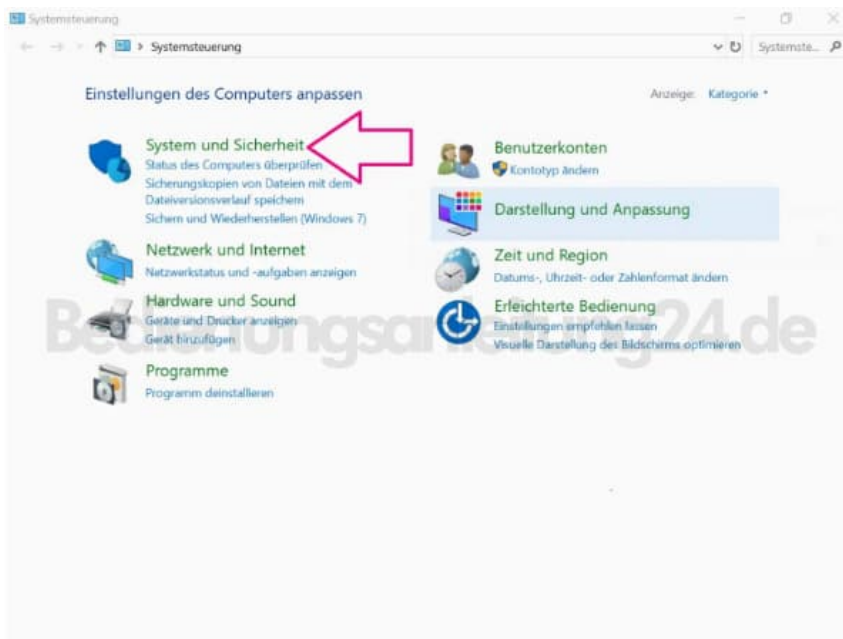 Systemsteuerung
Systemsteuerung
Systemste...
Einstellungen des Computers anpassen
Anzeige: Kategorie
System und Sicherheit
Status des Computers überprüfen
Sicherungskopien von Dateien mit dem
Dateiversionsverlauf speichern
Sichern und Wiederherstellen (Windows 7)
Netzwerk und Internet
Netzwerkstatus und -aufgaben anzeigen
Hardware und Sound
Geräte und Drucker anzeigen
Gerät hinzufügen
Programme
Programm deinstallieren
Benutzerkonten
Kontotyp ändern
Darstellung und Anpassung
Zeit und Region
Datums-, Uhrzeit- oder Zahlenformat ändern
Erleichterte Bedienung
Einstellungen empfehlen lassen
Visuelle Darstellung des Bildschirms optimieren
Bedienungsanleitung24.de